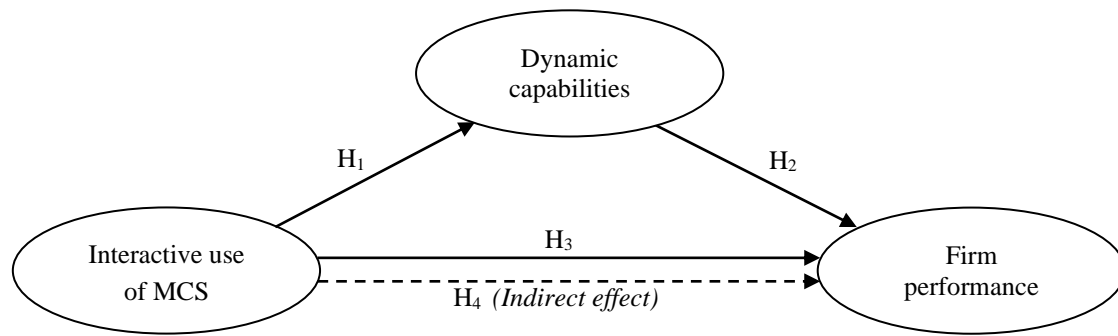 Dynamic
capabilities
H₁
H₂
H₃
Interactive use
of MCS
Firm
performance
H₄ (Indirect effect)